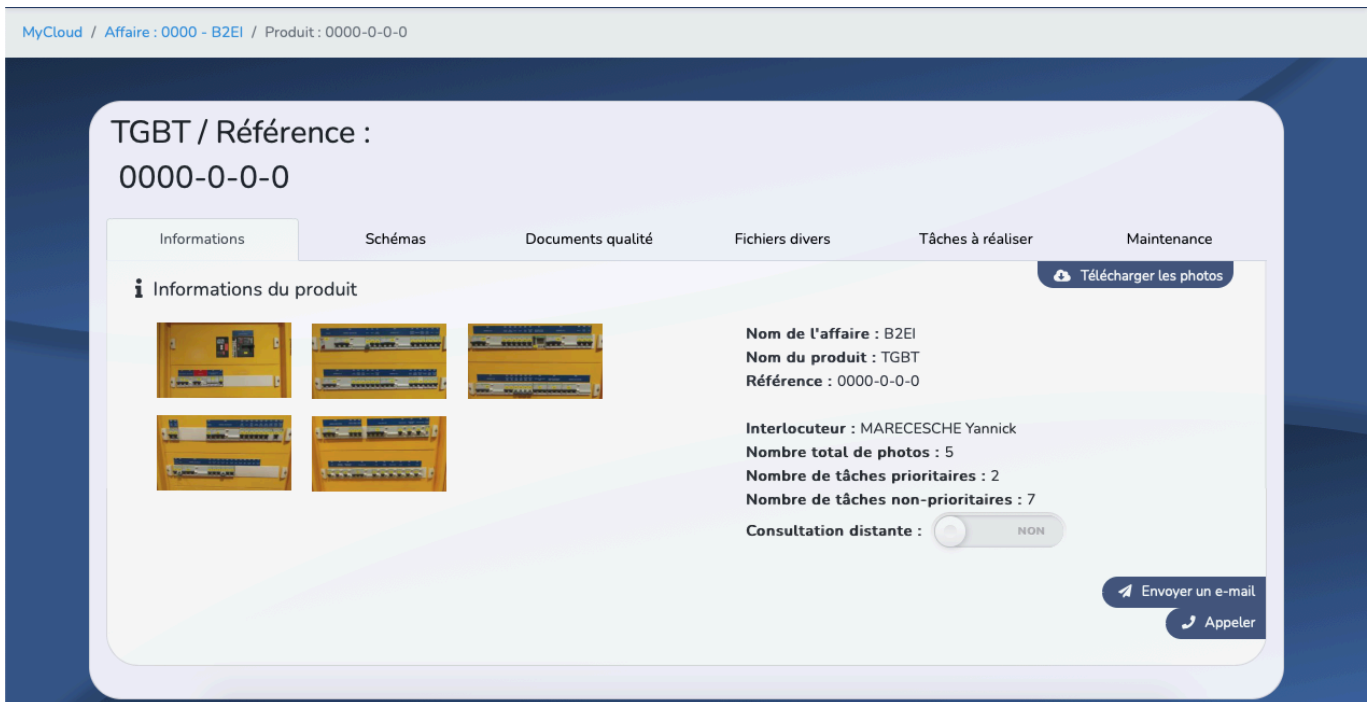 MyCloud / Affaire : 0000 - B2EI / Produit : 0000-0-0-0
TGBT / Référence :
0000-0-0-0
Informations
Schémas
Documents qualité
Fichiers divers
Tâches à réaliser
Maintenance
Télécharger les photos
Informations du produit
Nom de l'affaire : B2EI
Nom du produit : TGBT
Référence : 0000-0-0-0
Interlocuteur : MARECESCHE Yannick
Nombre total de photos : 5
Nombre de tâches prioritaires : 2
Nombre de tâches non-prioritaires : 7
Consultation distante : NON
Envoyer un e-mail
Appeler